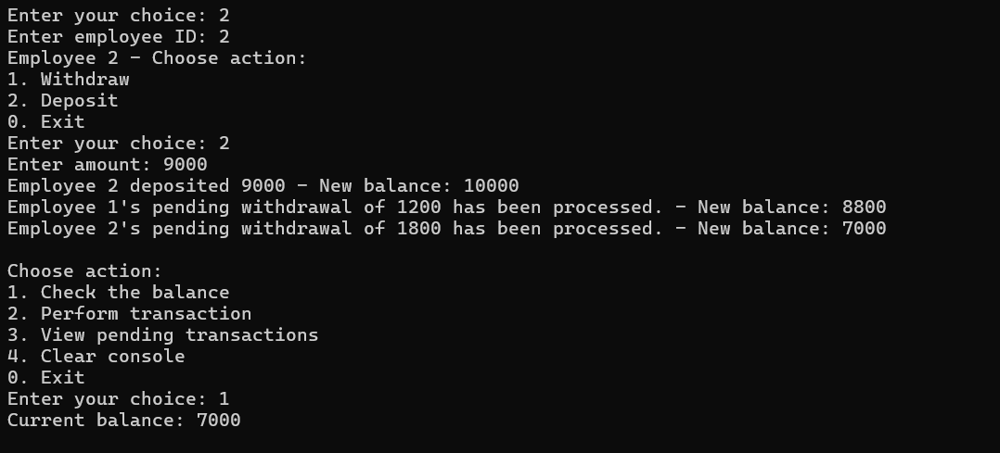 Enter your choice: 2
Enter employee ID: 2
Employee 2 - Choose action:
1. Withdraw
2. Deposit
0. Exit
Enter your choice: 2
Enter amount: 9000
Employee 2 deposited 9000 - New balance: 10000
Employee 1's pending withdrawal of 1200 has been processed. - New balance: 8800
Employee 2's pending withdrawal of 1800 has been processed. - New balance: 7000
Choose action:
1. Check the balance
2. Perform transaction
3. View pending transactions
4. Clear console
0. Exit
Enter your choice: 1
Current balance: 7000